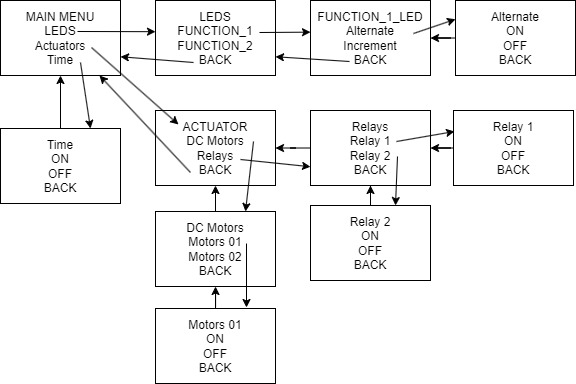 MAIN MENU
LEDS
Actuators
Time
LEDS
FUNCTION_1
FUNCTION_2
BACK
FUNCTION_1_LED
Alternate
Increment
BACK
Alternate
ON
OFF
BACK
Time
ON
OFF
BACK
ACTUATOR
DC Motors
Relays
BACK
Relays
Relay 1
Relay 2
BACK
Relay 1
ON
OFF
BACK
DC Motors
Motors 01
Motors 02
BACK
Relay 2
ON
OFF
BACK
Motors 01
ON
OFF
BACK